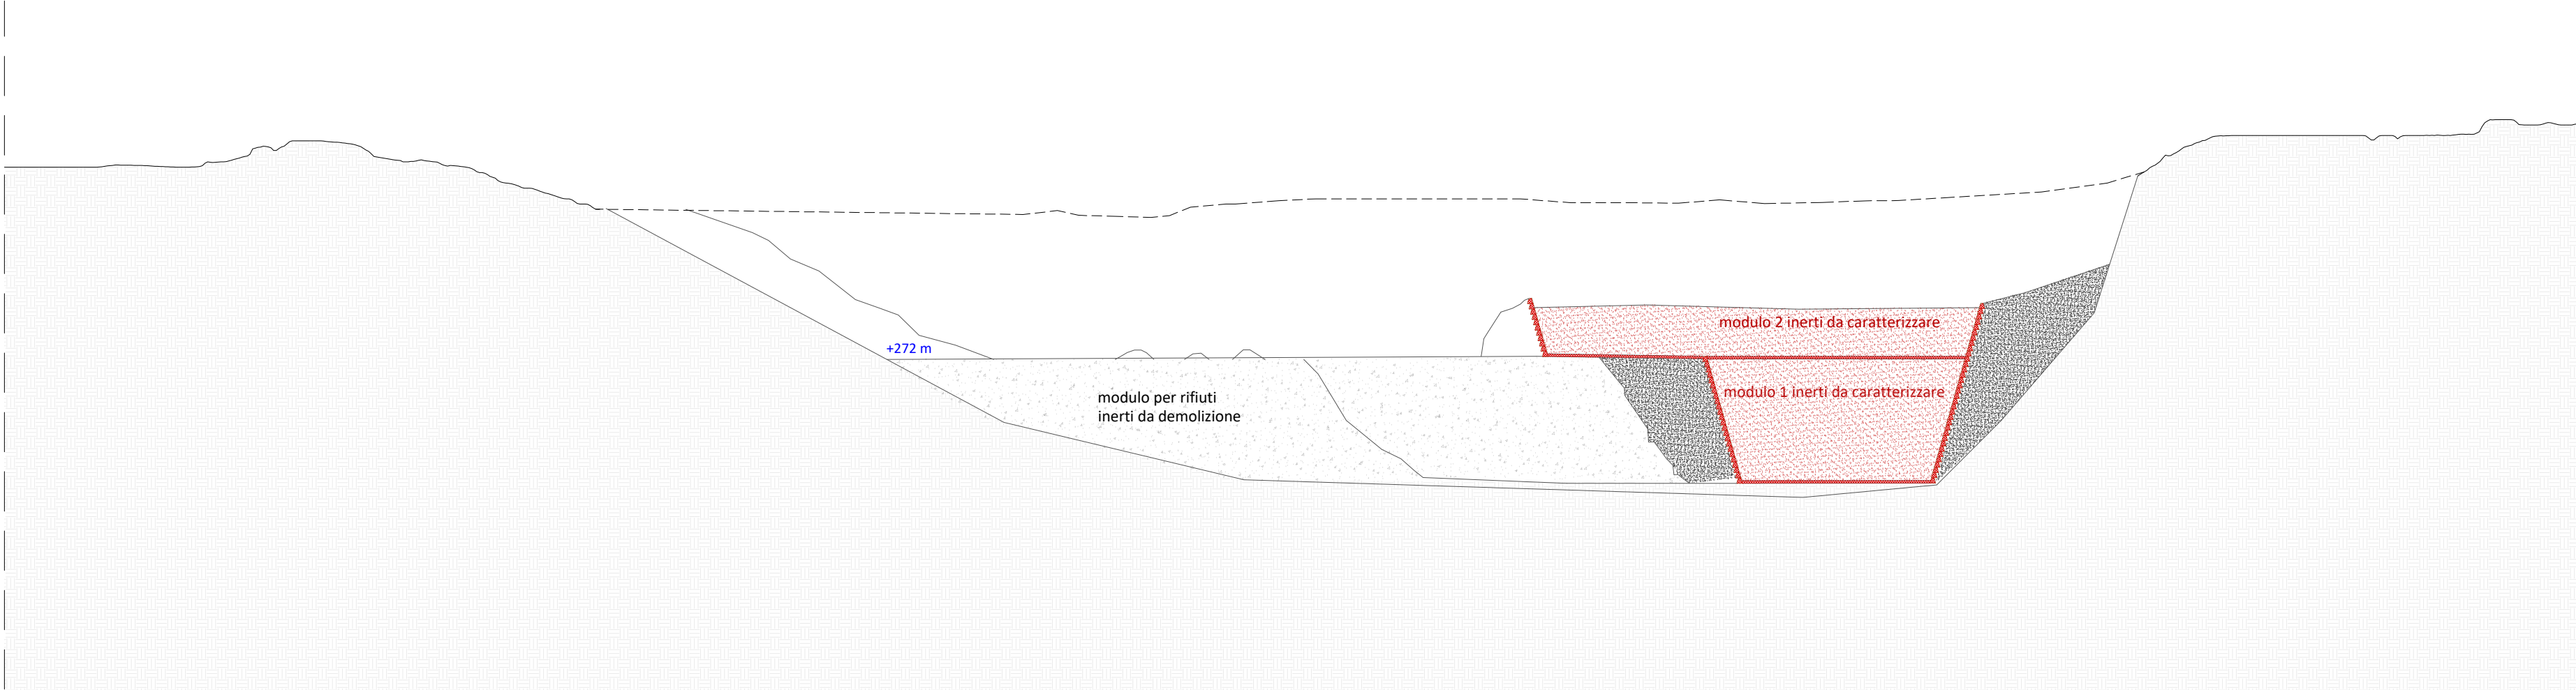 modulo 2 inerti da caratterizzare
+272 m
modulo 1 inerti da caratterizzare
modulo per rifiuti
inerti da demolizione